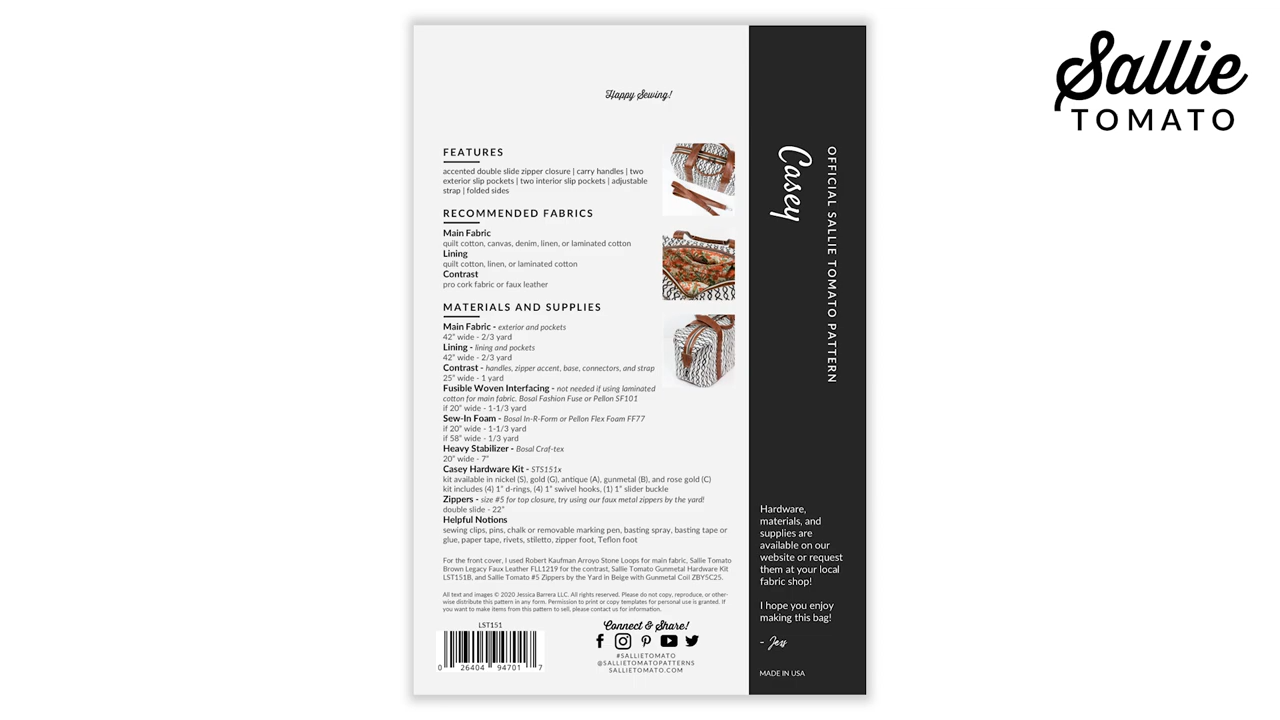 Sallie
TOMATO
Happy Sewing!
FEATURES
accented double slide zipper closure | carry handles | two
exterior slip pockets | two interior slip pockets | adjustable
strap | folded sides
RECOMMENDED FABRICS
Main Fabric
quilt cotton, canvas, denim, linen, or laminated cotton
Lining
quilt cotton, linen, or laminated cotton
Contrast
pro cork fabric or faux leather
MATERIALS AND SUPPLIES
Main Fabric - exterior and pockets
42" wide - 2/3 yard
Lining - lining and pockets
42" wide - 2/3 yard
Contrast - handles, zipper accent, base, connectors, and strap
25" wide - 1 yard
Fusible Woven Interfacing - not needed if using laminated
cotton for main fabric. Bosal Fashion Fuse or Pellon SF101
if 20" wide - 1-1/3 yard
Sew-In Foam - Bosal In-R-Form or Pellon Flex Foam FF77
if 20" wide - 1-1/3 yard
if 58" wide - 1/3 yard
Heavy Stabilizer - Bosal Craf-tex
20" wide - 7"
Casey Hardware Kit - STS151x
kit available in nickel (S), gold (G), antique (A), gunmetal (B), and rose gold (C)
kit includes (4) 1" d-rings, (4) 1" swivel hooks, (1) 1" slider buckle
Zippers - size #5 for top closure, try using our faux metal zippers by the yard!
double slide - 22"
Helpful Notions
sewing clips, pins, chalk or removable marking pen, basting spray, basting tape or
glue, paper tape, rivets, stiletto, zipper foot, Teflon foot
For the front cover, I used Robert Kaufman Arroyo Stone Loops for main fabric, Sallie Tomato
Brown Legacy Faux Leather FLL1219 for the contrast, Sallie Tomato Gunmetal Hardware Kit
LST151B, and Sallie Tomato #5 Zippers by the Yard in Beige with Gunmetal Coil ZBY5C25.
All text and images © 2020 Jessica Barrera LLC. All rights reserved. Please do not copy, reproduce, or other-
wise distribute this pattern in any form. Permission to print or copy templates for personal use is granted. If
you want to make items from this pattern to sell, please contact us for information.
LST151
0 26404 94701 7
Connect & Share!
#SALLIETOMATO
@SALLIETOMATOPATTERNS
SALLIETOMATO.COM
OFFICIAL SALLIE TOMATO PATTERN
Casey
Hardware,
materials, and
supplies are
available on our
website or request
them at your local
fabric shop!
I hope you enjoy
making this bag!
- Jess
MADE IN USA